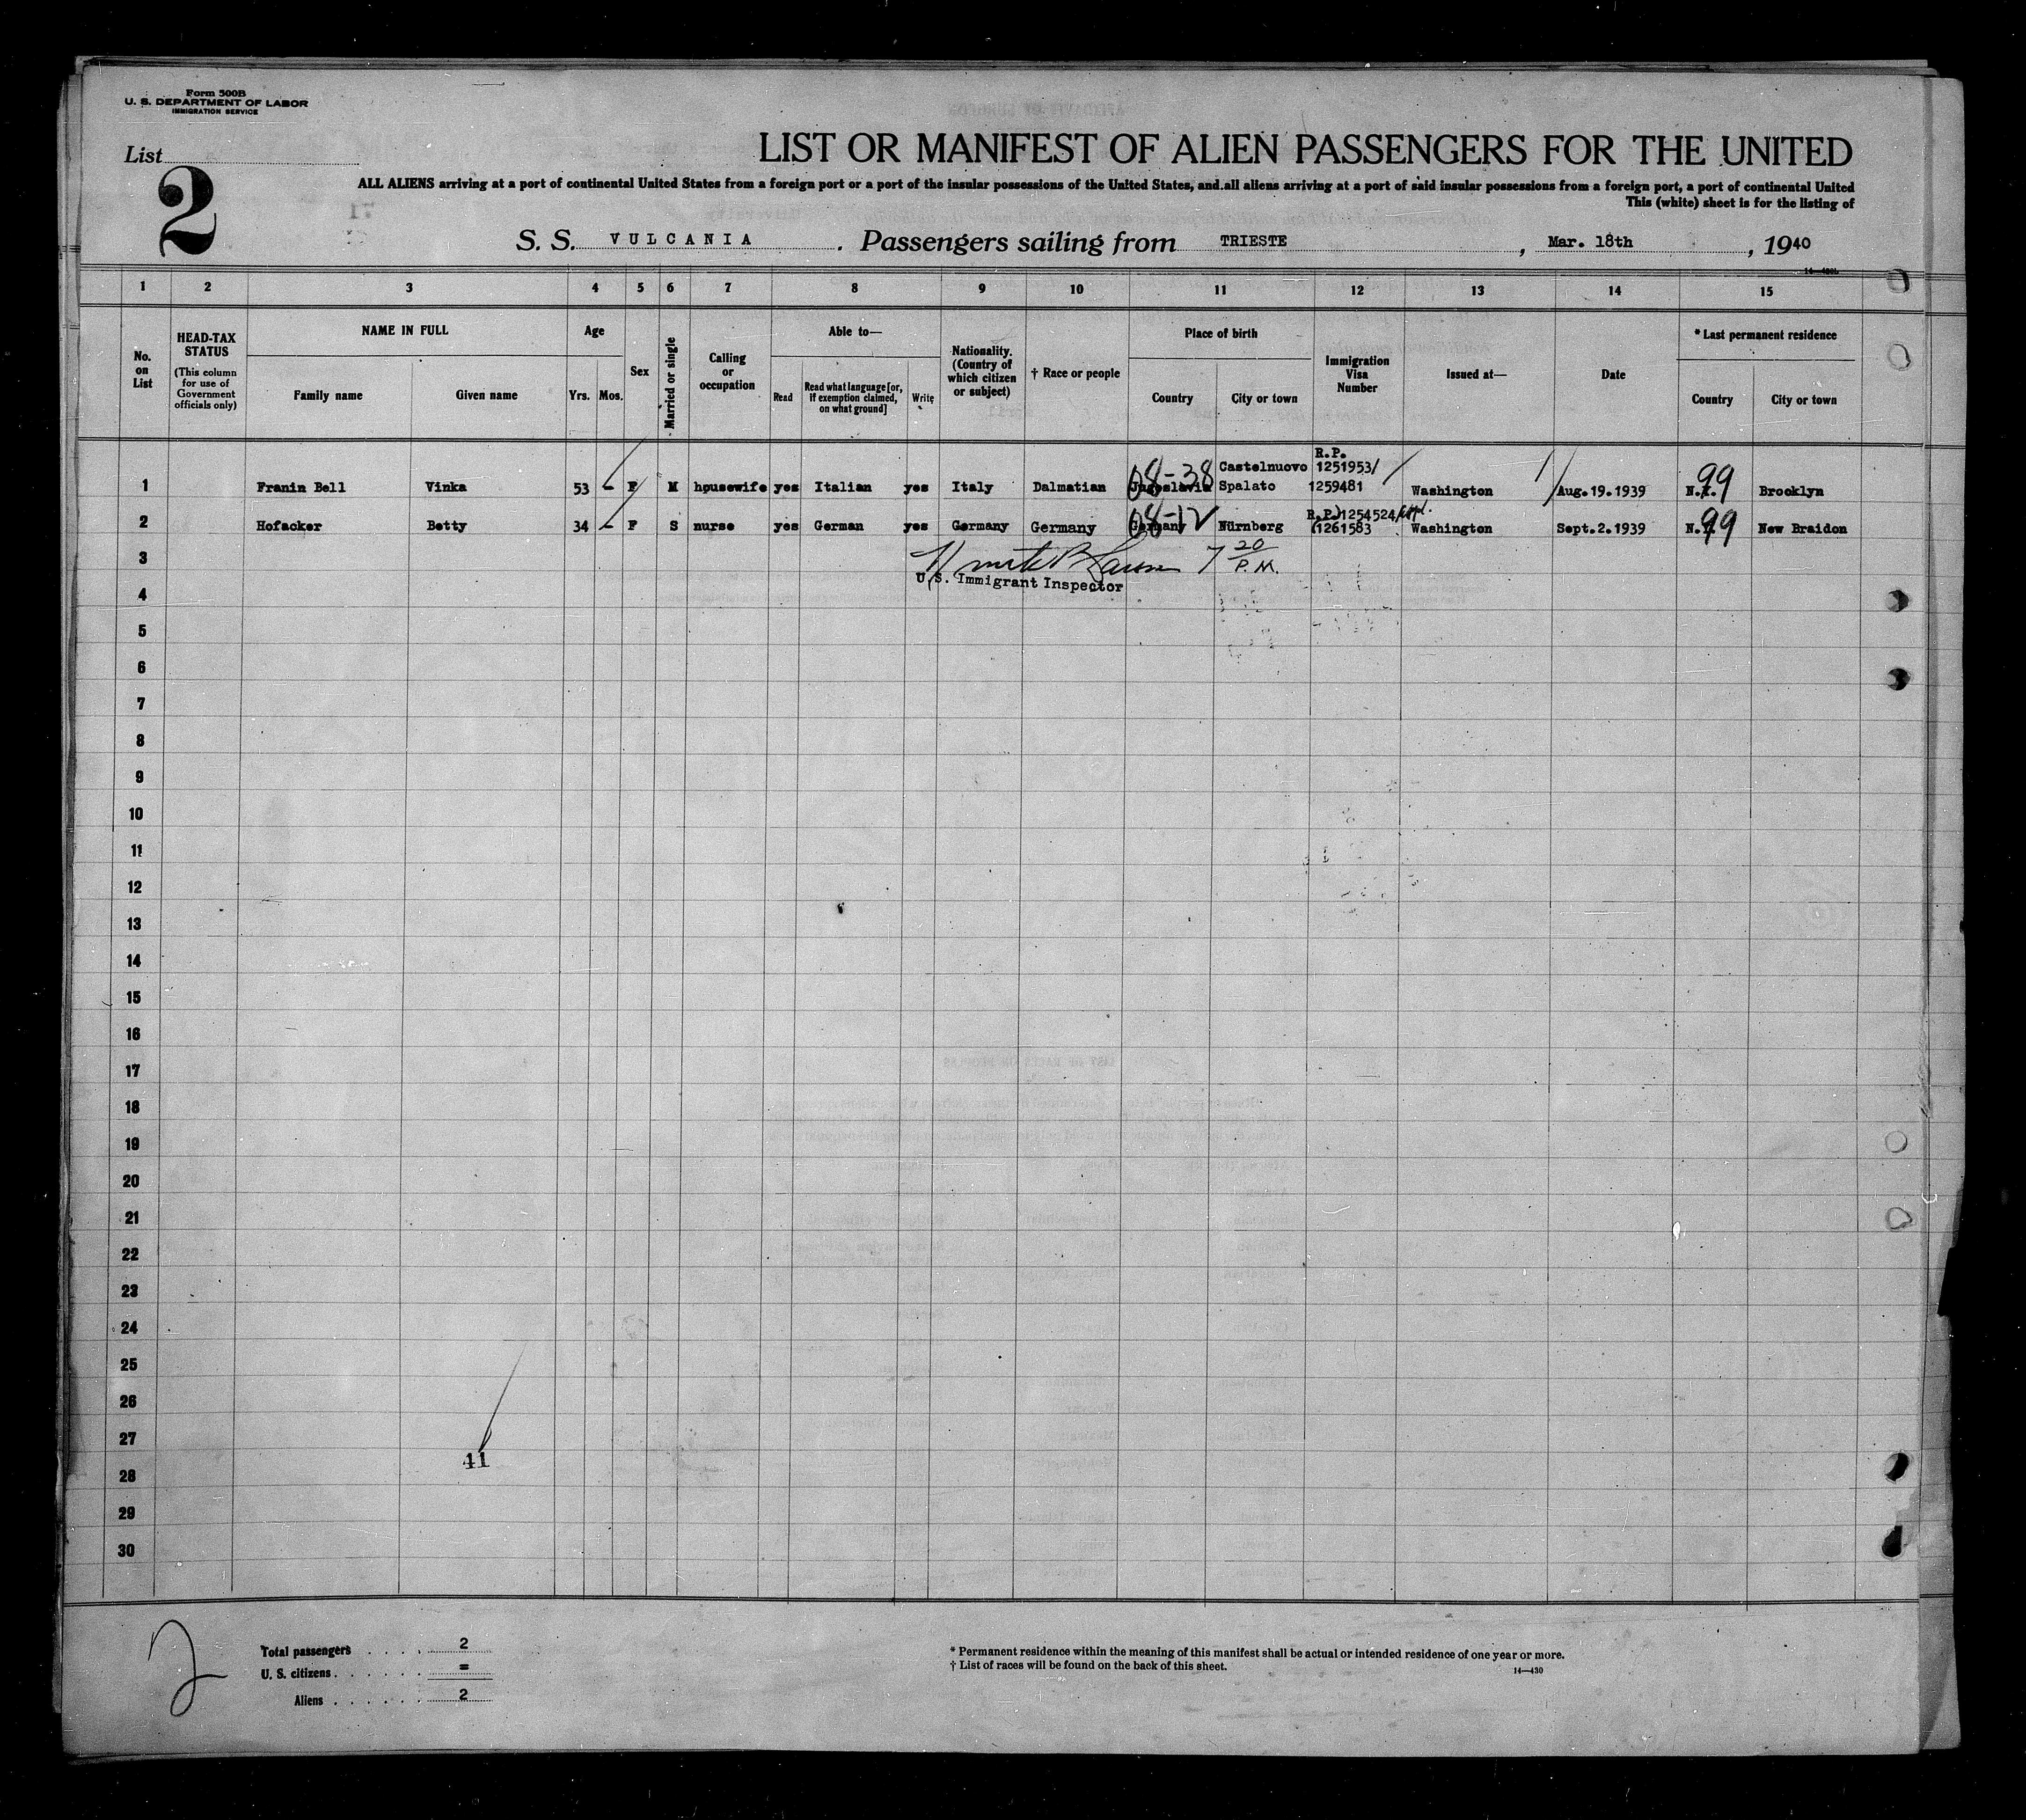 Form 500B
U. S. DEPARTMENT OF LABOR
IMMIGRATION SERVICE
List
2
LIST OR MANIFEST OF ALIEN PASSENGERS FOR THE UNITED
ALL ALIENS arriving at a port of continental United States from a foreign port or a port of the insular possessions of the United States, and all aliens arriving at a port of said insular possessions from a foreign port, a port of continental United
This (white) sheet is for the listing of
S. S. VULCANIA . Passengers sailing from TRIESTE , Mar. 18th , 1940
1 2 3 4 5 6 7 8 9 10 11 12 13 14 15
No. on List
HEAD-TAX STATUS (This column for use of Government officials only)
NAME IN FULL
Family name Given name
Age
Yrs. Mos.
Sex
Married or single
Calling or occupation
Able to—
Read Read what language [or, if exemption claimed, on what ground] Write
Nationality. (Country of which citizen or subject)
† Race or people
Place of birth
Country City or town
Immigration Visa Number
Issued at—
Date
* Last permanent residence
Country City or town
1 Franin Bell Vinka 53 – F M housewife yes Italian yes Italy Dalmatian Jugoslavia 08-38 Castelnuovo Spalato R.P. 1251953/ 1259481 Washington Aug.19.1939 N.Y. 99 Brooklyn
2 Hofacker Betty 34 – F S nurse yes German yes Germany Germany Germany 08-12 Nürnberg R.P.)1254524/ (1261583 Washington Sept.2.1939 N.Y. 99 New Braidon
3
7 20 P.M.
U.S. Immigrant Inspector
4
5
6
7
8
9
10
11
12
13
14
15
16
17
18
19
20
21
22
23
24
25
26
27
41
28
29
30
2
Total passengers 2
U. S. citizens =
Aliens 2
* Permanent residence within the meaning of this manifest shall be actual or intended residence of one year or more.
† List of races will be found on the back of this sheet.
14—430